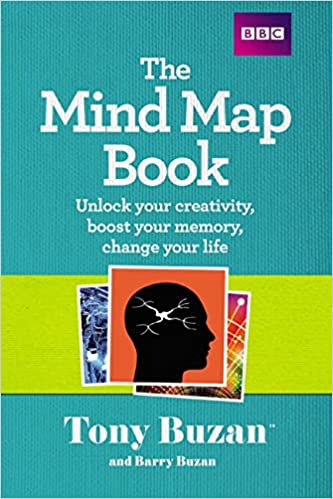 BBC
The
Mind Map
Book
Unlock your creativity,
boost your memory,
change your life
Tony Buzan™
and Barry Buzan